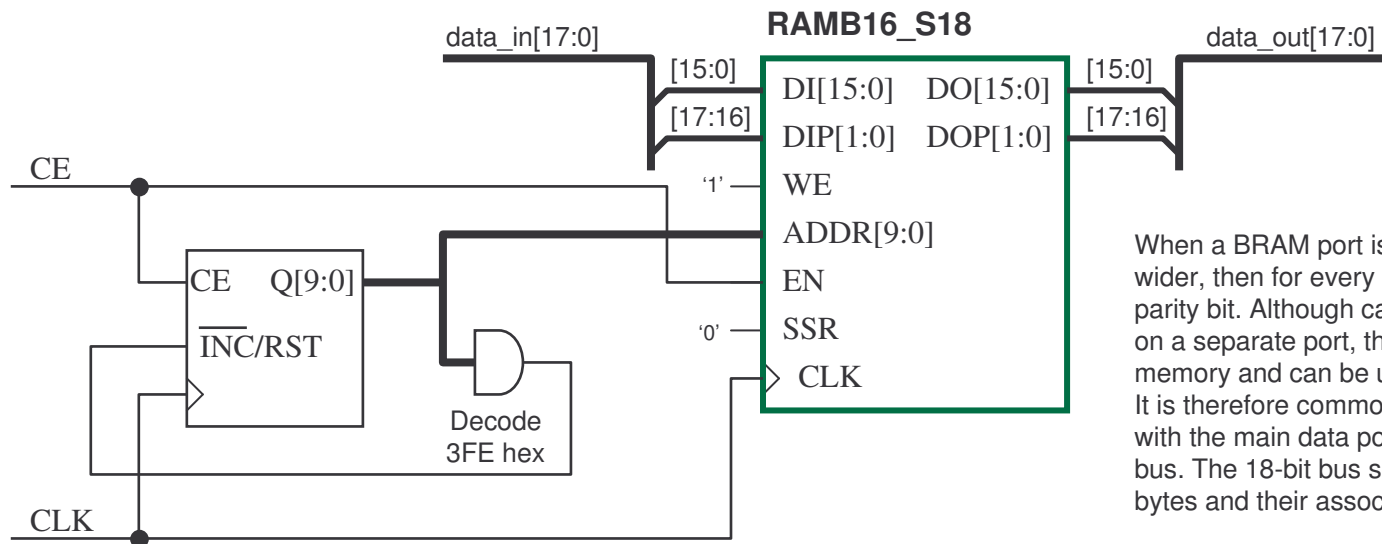 RAMB16_S18
data_in[17:0]
data_out[17:0]
[15:0]
DI[15:0]
DO[15:0]
[15:0]
[17:16]
DIP[1:0]
DOP[1:0]
[17:16]
CE
'1'
WE
ADDR[9:0]
CE
Q[9:0]
EN
INC/RST
'0'
SSR
CLK
Decode
3FE hex
CLK
When a BRAM port is
wider, then for every
parity bit. Although ca
on a separate port, th
memory and can be u
It is therefore commo
with the main data po
bus. The 18-bit bus s
bytes and their assoc